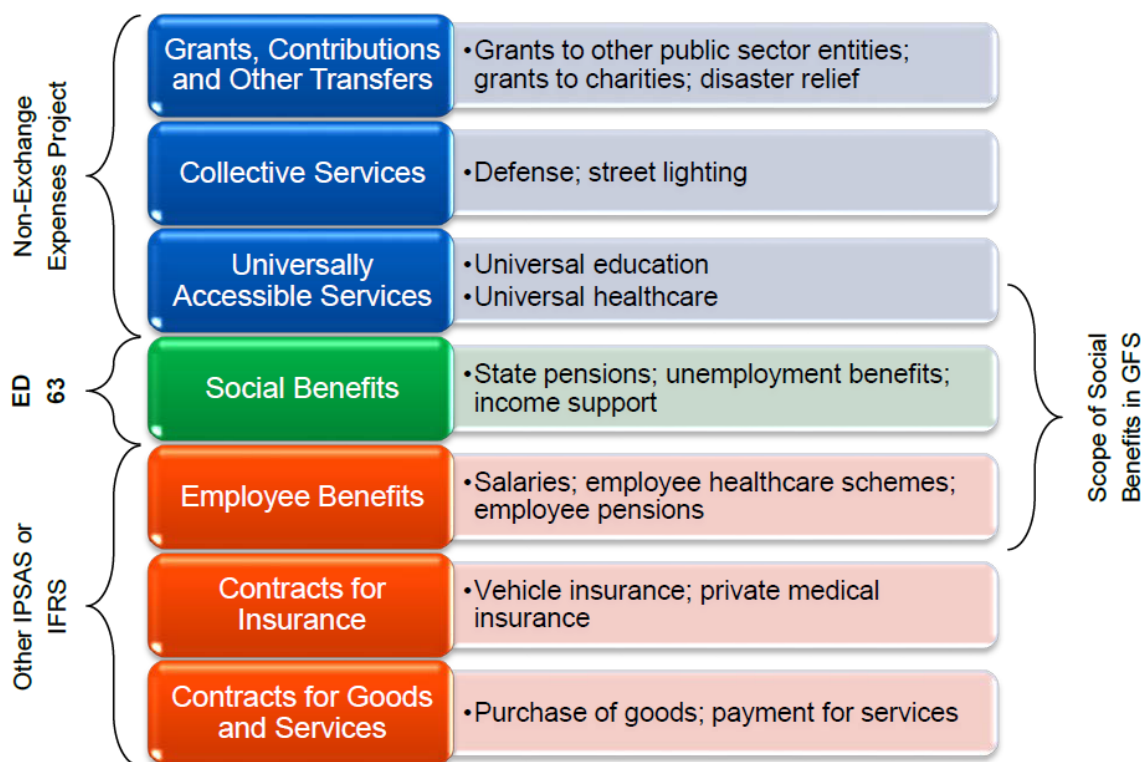 Non-Exchange
Expenses Project
Grants, Contributions
and Other Transfers
•Grants to other public sector entities;
grants to charities; disaster relief
Collective Services
•Defense; street lighting
Universally
Accessible Services
•Universal education
•Universal healthcare
ED
63
Social Benefits
•State pensions; unemployment benefits;
income support
Scope of Social
Benefits in GFS
Other IPSAS or
IFRS
Employee Benefits
•Salaries; employee healthcare schemes;
employee pensions
Contracts for
Insurance
•Vehicle insurance; private medical
insurance
Contracts for Goods
and Services
•Purchase of goods; payment for services